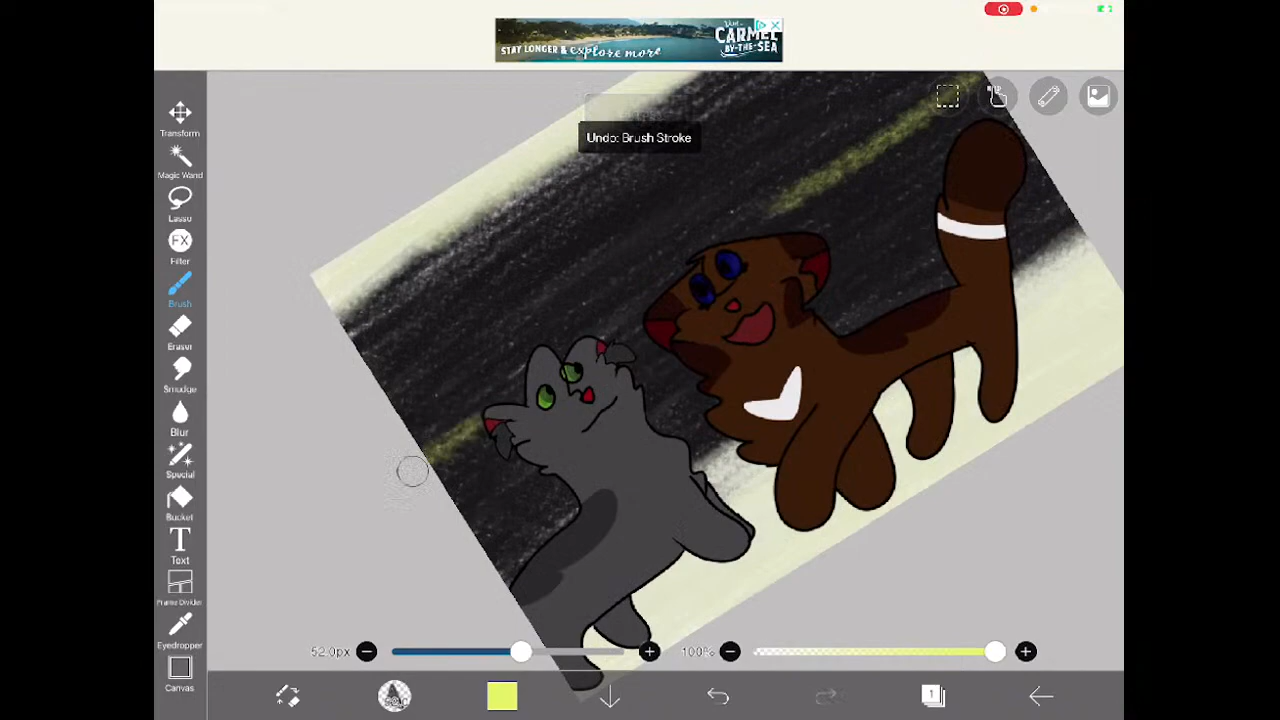 Visit
CARMEL
BY-THE-SEA
STAY LONGER & explore more
Undo: Brush Stroke
Transform
Magic Wand
Lasso
FX
Filter
Brush
Eraser
Smudge
Blur
Special
Bucket
T
Text
Frame Divider
Eyedropper
Canvas
52.0px
100%
1